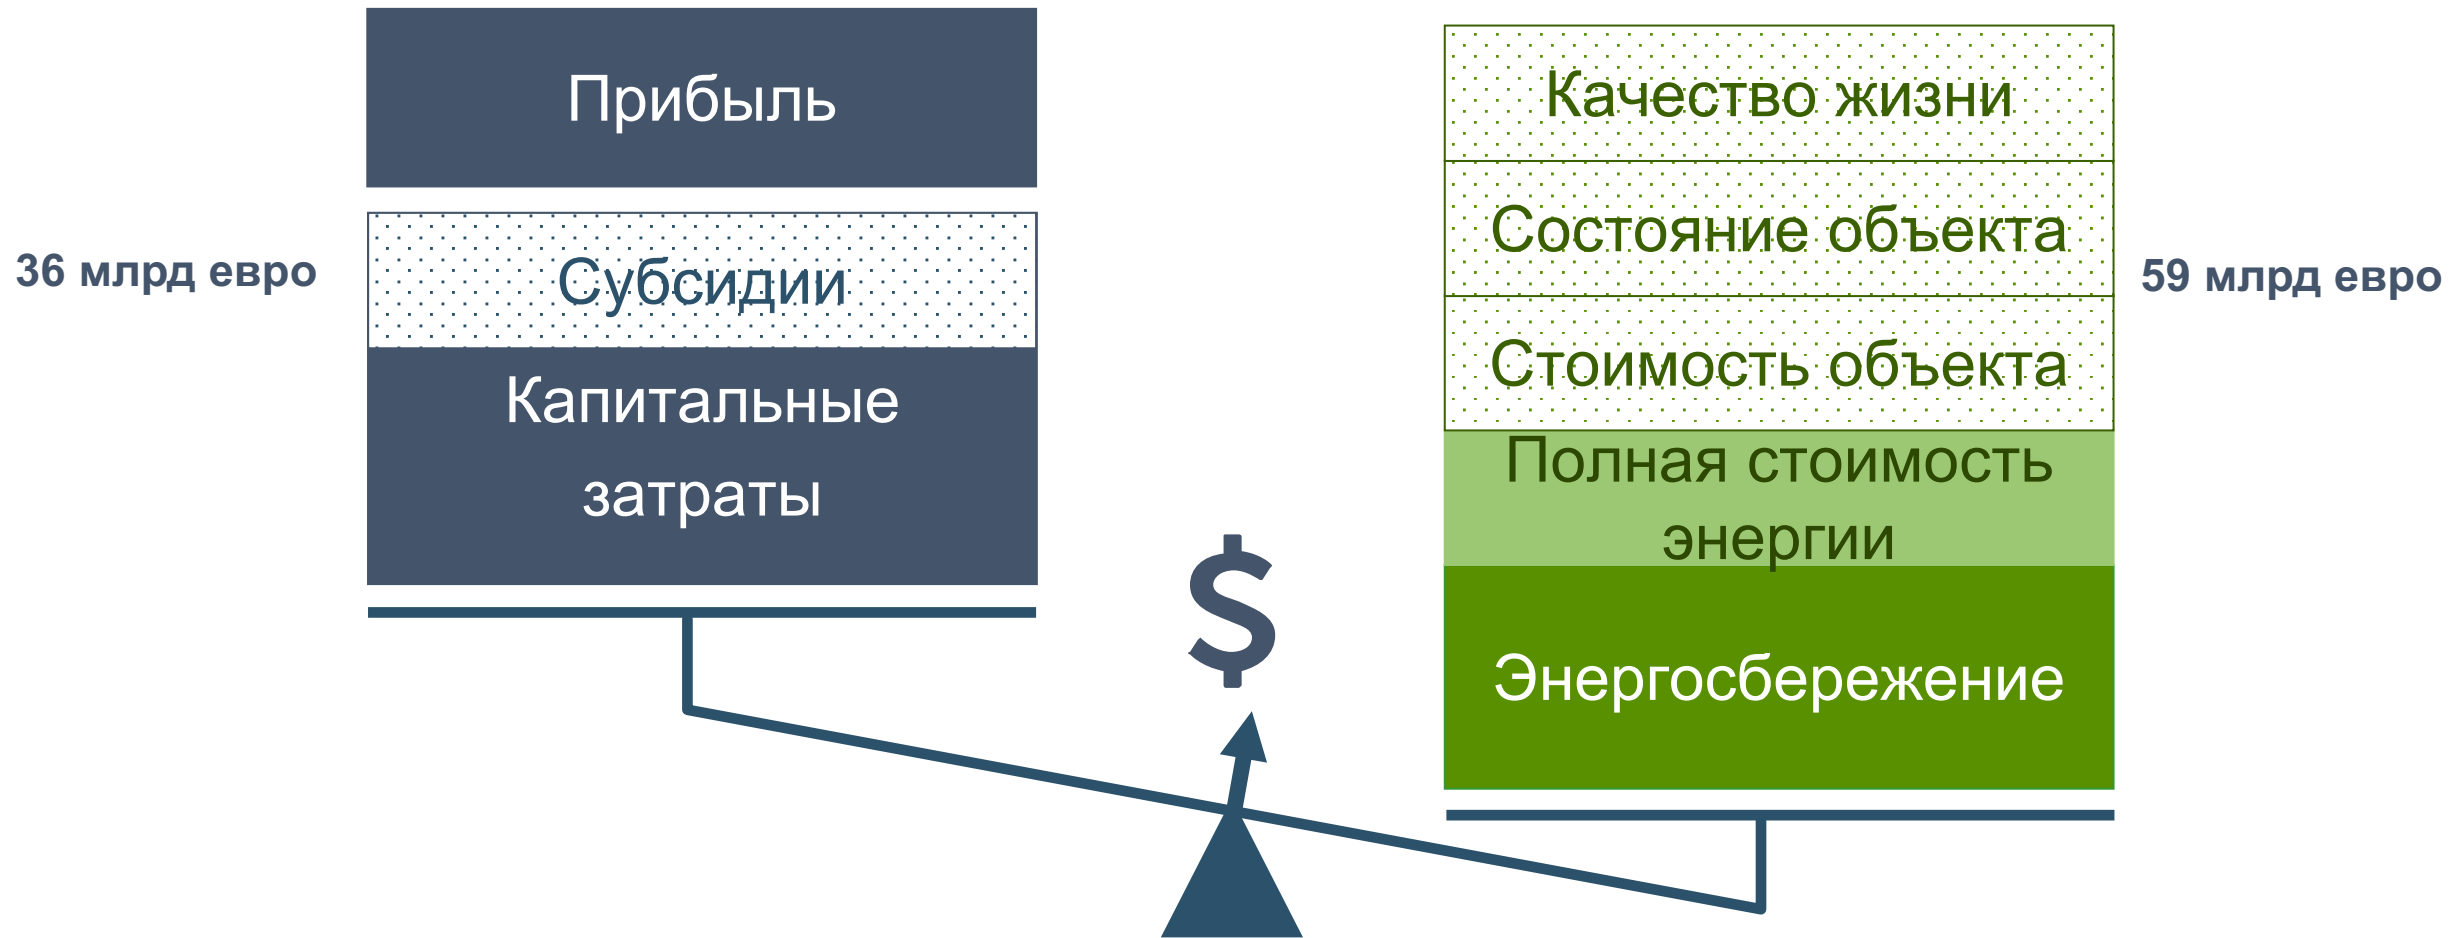 Прибыль
36 млрд евро
Субсидии
Капитальные
затраты
$
Качество жизни
Состояние объекта
59 млрд евро
Стоимость объекта
Полная стоимость
энергии
Энергосбережение